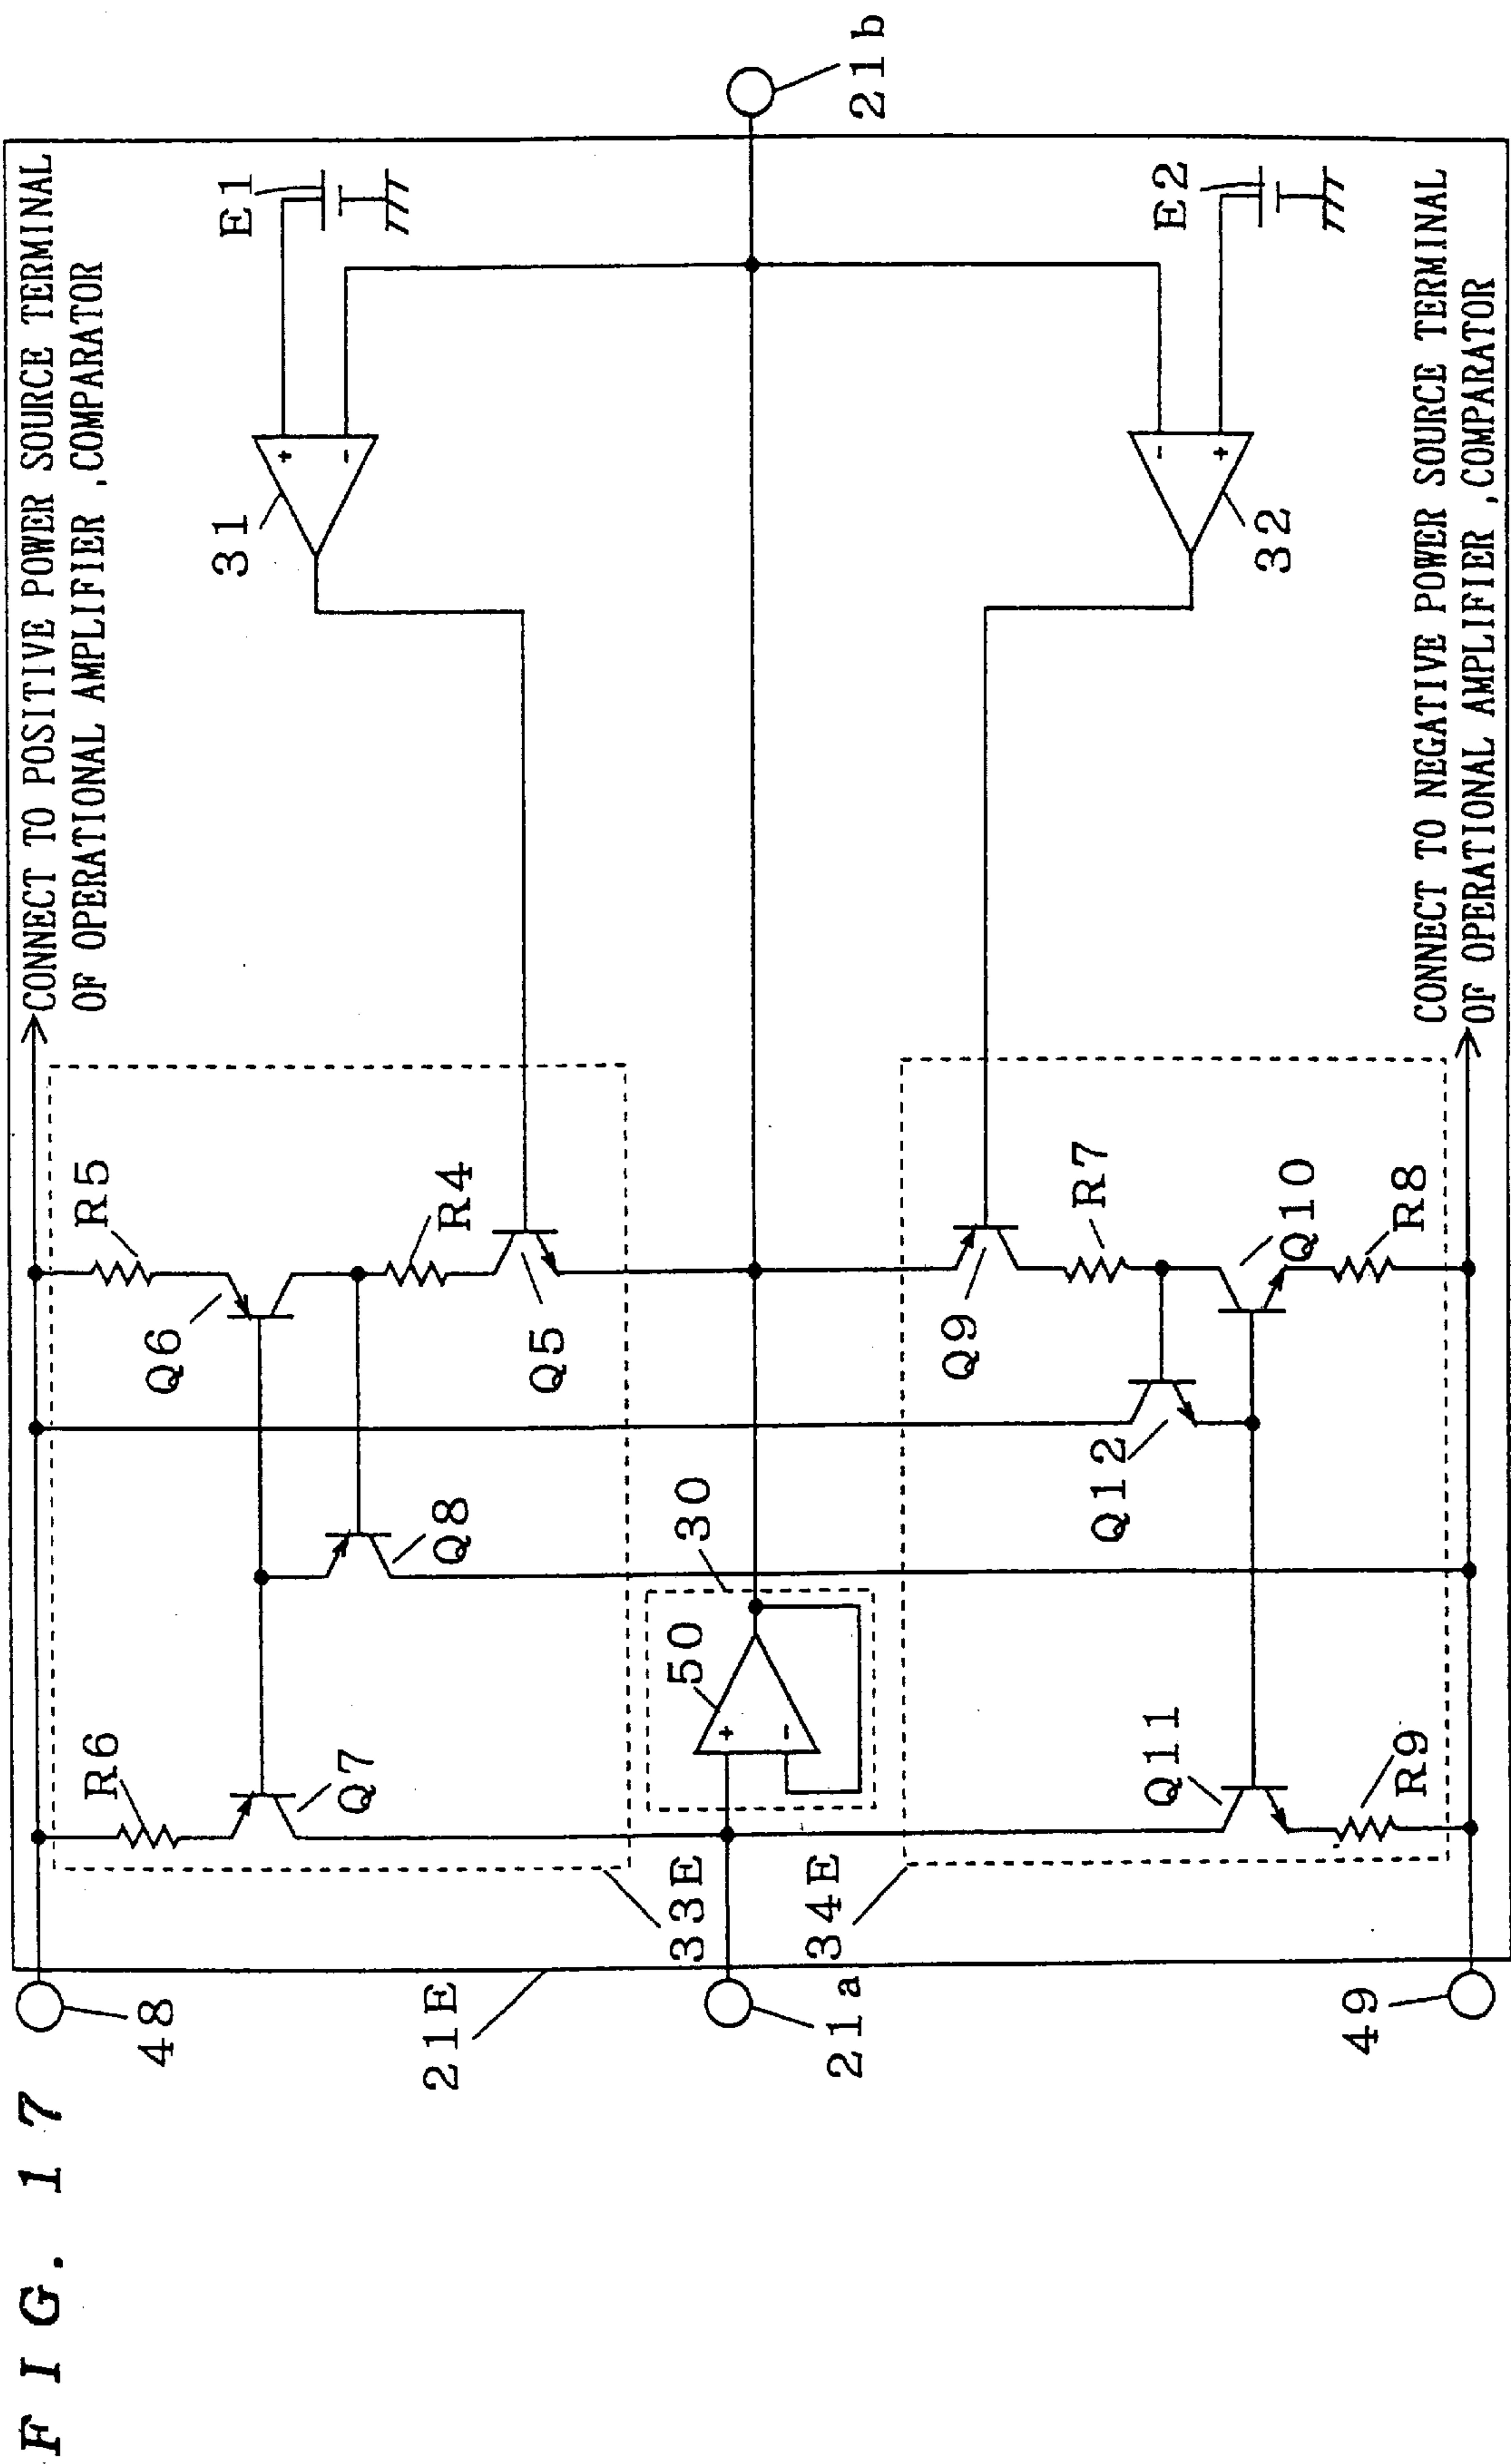 FIG. 17
48
CONNECT TO POSITIVE POWER SOURCE TERMINAL
OF OPERATIONAL AMPLIFIER ,COMPARATOR
R6
R5
E1
Q7
Q6
31
+
-
Q8
R4
Q5
21E
33E
50
30
+
-
21a
21b
34E
Q9
R7
Q11
Q12
Q10
-
+
E2
32
R9
R8
49
CONNECT TO NEGATIVE POWER SOURCE TERMINAL
OF OPERATIONAL AMPLIFIER ,COMPARATOR